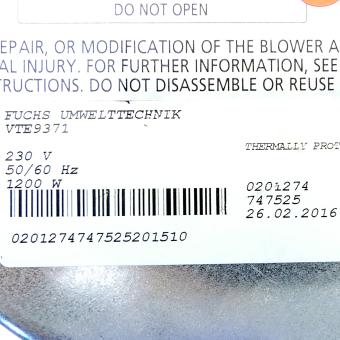 DO NOT OPEN
EPAIR, OR MODIFICATION OF THE BLOWER A
AL INJURY. FOR FURTHER INFORMATION, SEE
TRUCTIONS. DO NOT DISASSEMBLE OR REUSE
FUCHS UMWELTTECHNIK
VTE9371
THERMALLY PROT
230 V
50/60 Hz
1200 W
0201274
747525
26.02.2016
0201274747525201510